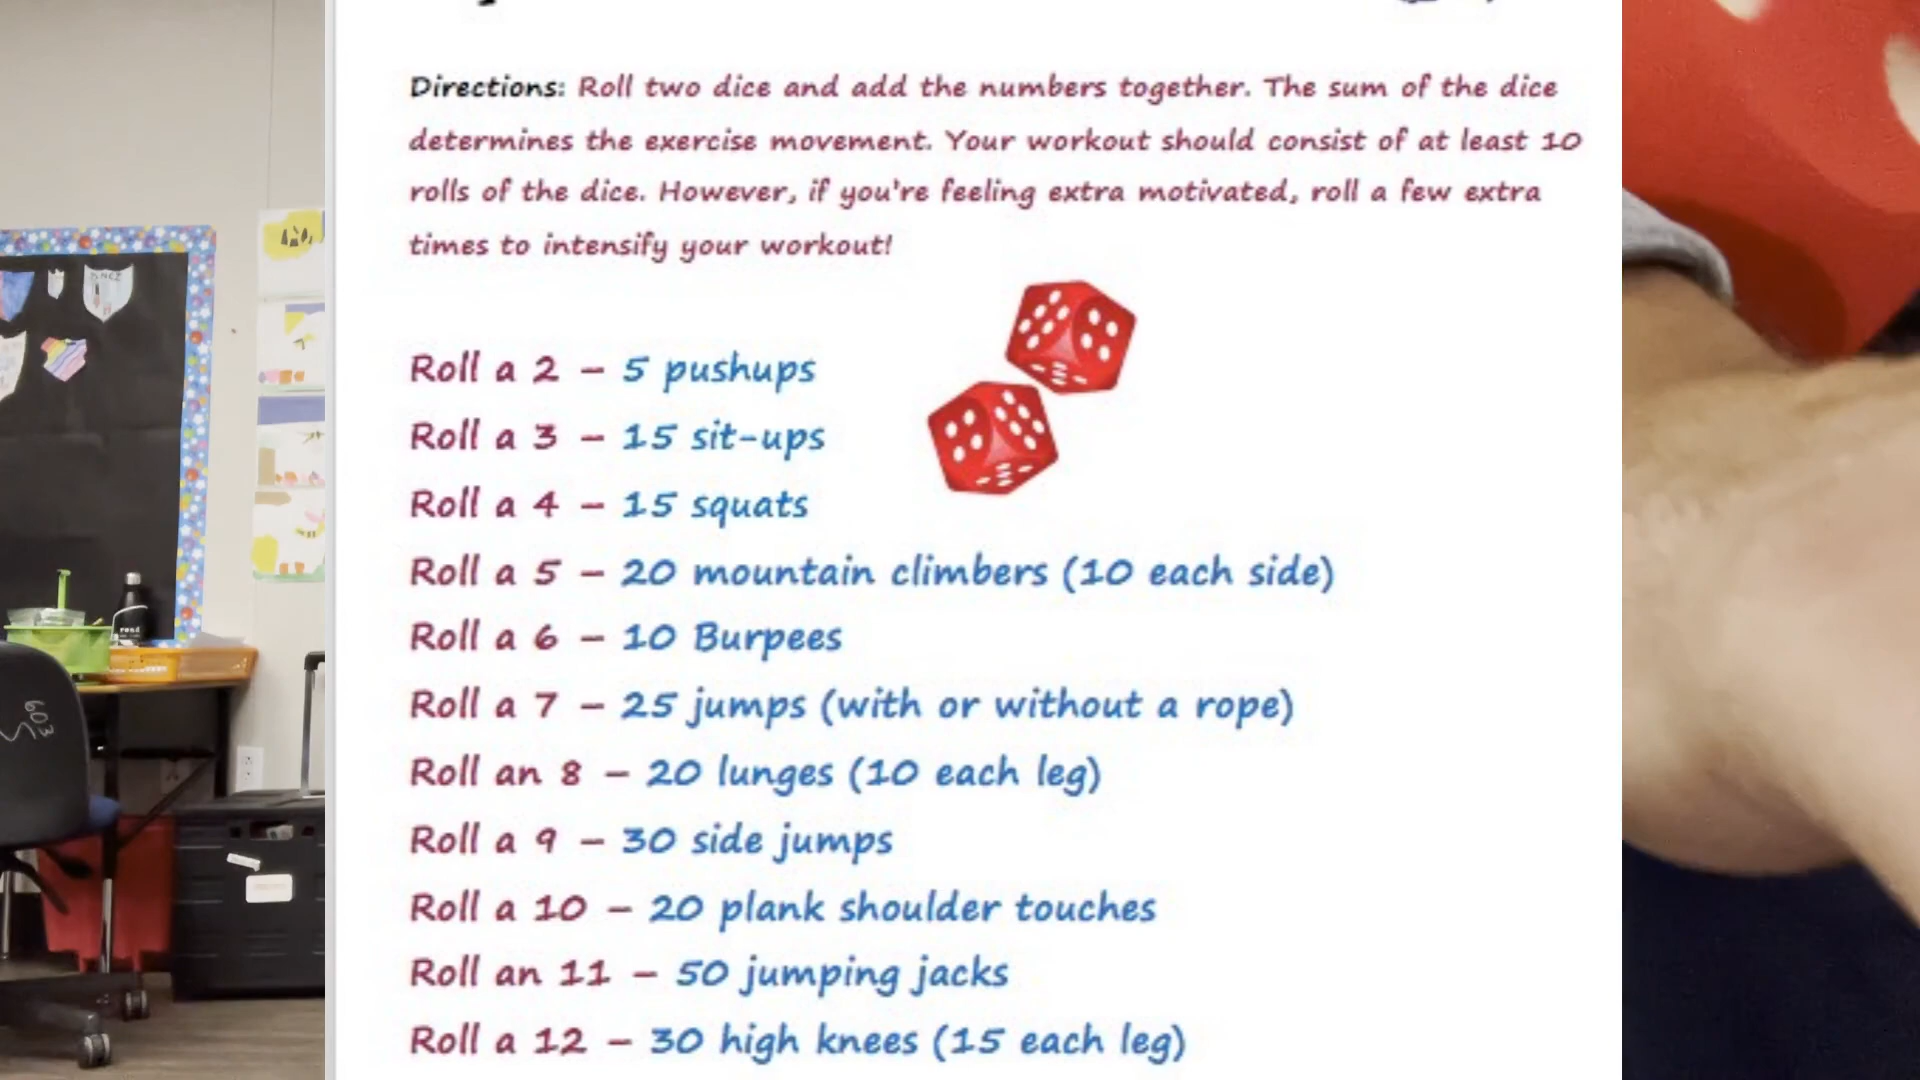 Directions: Roll two dice and add the numbers together. The sum of the dice
determines the exercise movement. Your workout should consist of at least 10
rolls of the dice. However, if you're feeling extra motivated, roll a few extra
times to intensify your workout!
Roll a 2 – 5 pushups
Roll a 3 – 15 sit-ups
Roll a 4 – 15 squats
Roll a 5 – 20 mountain climbers (10 each side)
Roll a 6 – 10 Burpees
Roll a 7 – 25 jumps (with or without a rope)
Roll an 8 – 20 lunges (10 each leg)
Roll a 9 – 30 side jumps
Roll a 10 – 20 plank shoulder touches
Roll an 11 – 50 jumping jacks
Roll a 12 – 30 high knees (15 each leg)